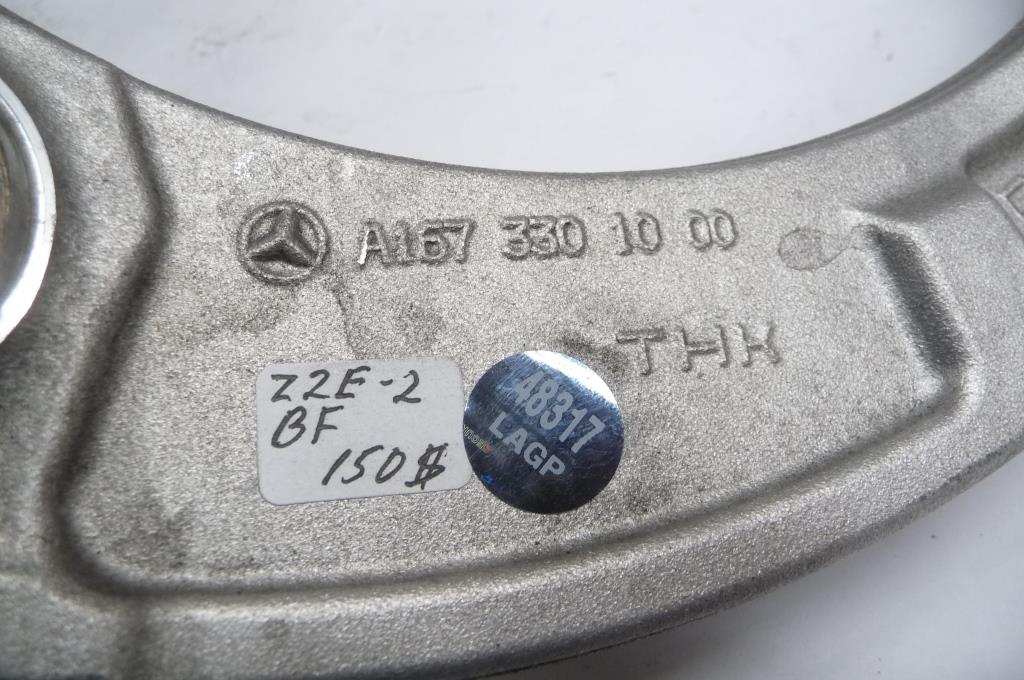 A167 330 10 00
THK
Z2E-2
BF
150$
48317
LAGP